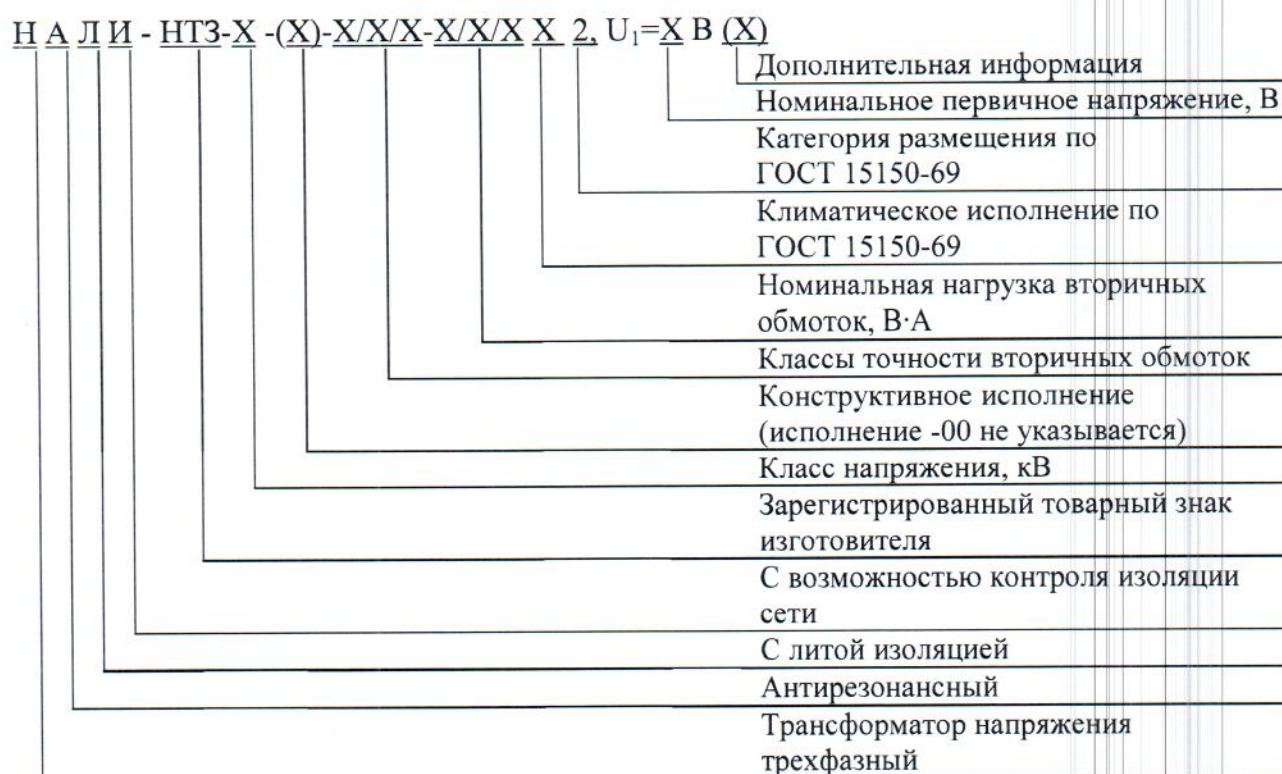 Н А Л И - НТЗ-Х -(Х)-Х/Х/Х-Х/Х/Х Х 2, U₁=Х В (Х)
Дополнительная информация
Номинальное первичное напряжение, В
Категория размещения по
ГОСТ 15150-69
Климатическое исполнение по
ГОСТ 15150-69
Номинальная нагрузка вторичных
обмоток, В·А
Классы точности вторичных обмоток
Конструктивное исполнение
(исполнение -00 не указывается)
Класс напряжения, кВ
Зарегистрированный товарный знак
изготовителя
С возможностью контроля изоляции
сети
С литой изоляцией
Антирезонансный
Трансформатор напряжения
трехфазный